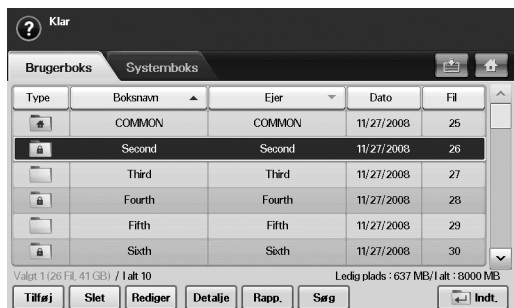 Klar
Brugerboks Systemboks
Type Boksnavn Ejer Dato Fil
COMMON COMMON 11/27/2008 25
Second Second 11/27/2008 26
Third Third 11/27/2008 27
Fourth Fourth 11/27/2008 28
Fifth Fifth 11/27/2008 29
Sixth Sixth 11/27/2008 30
Valgt 1 (26 Fil, 41 GB) / I alt 10 Ledig plads : 637 MB/I alt : 8000 MB
Tilføj Slet Rediger Detalje Rapp. Søg Indt.